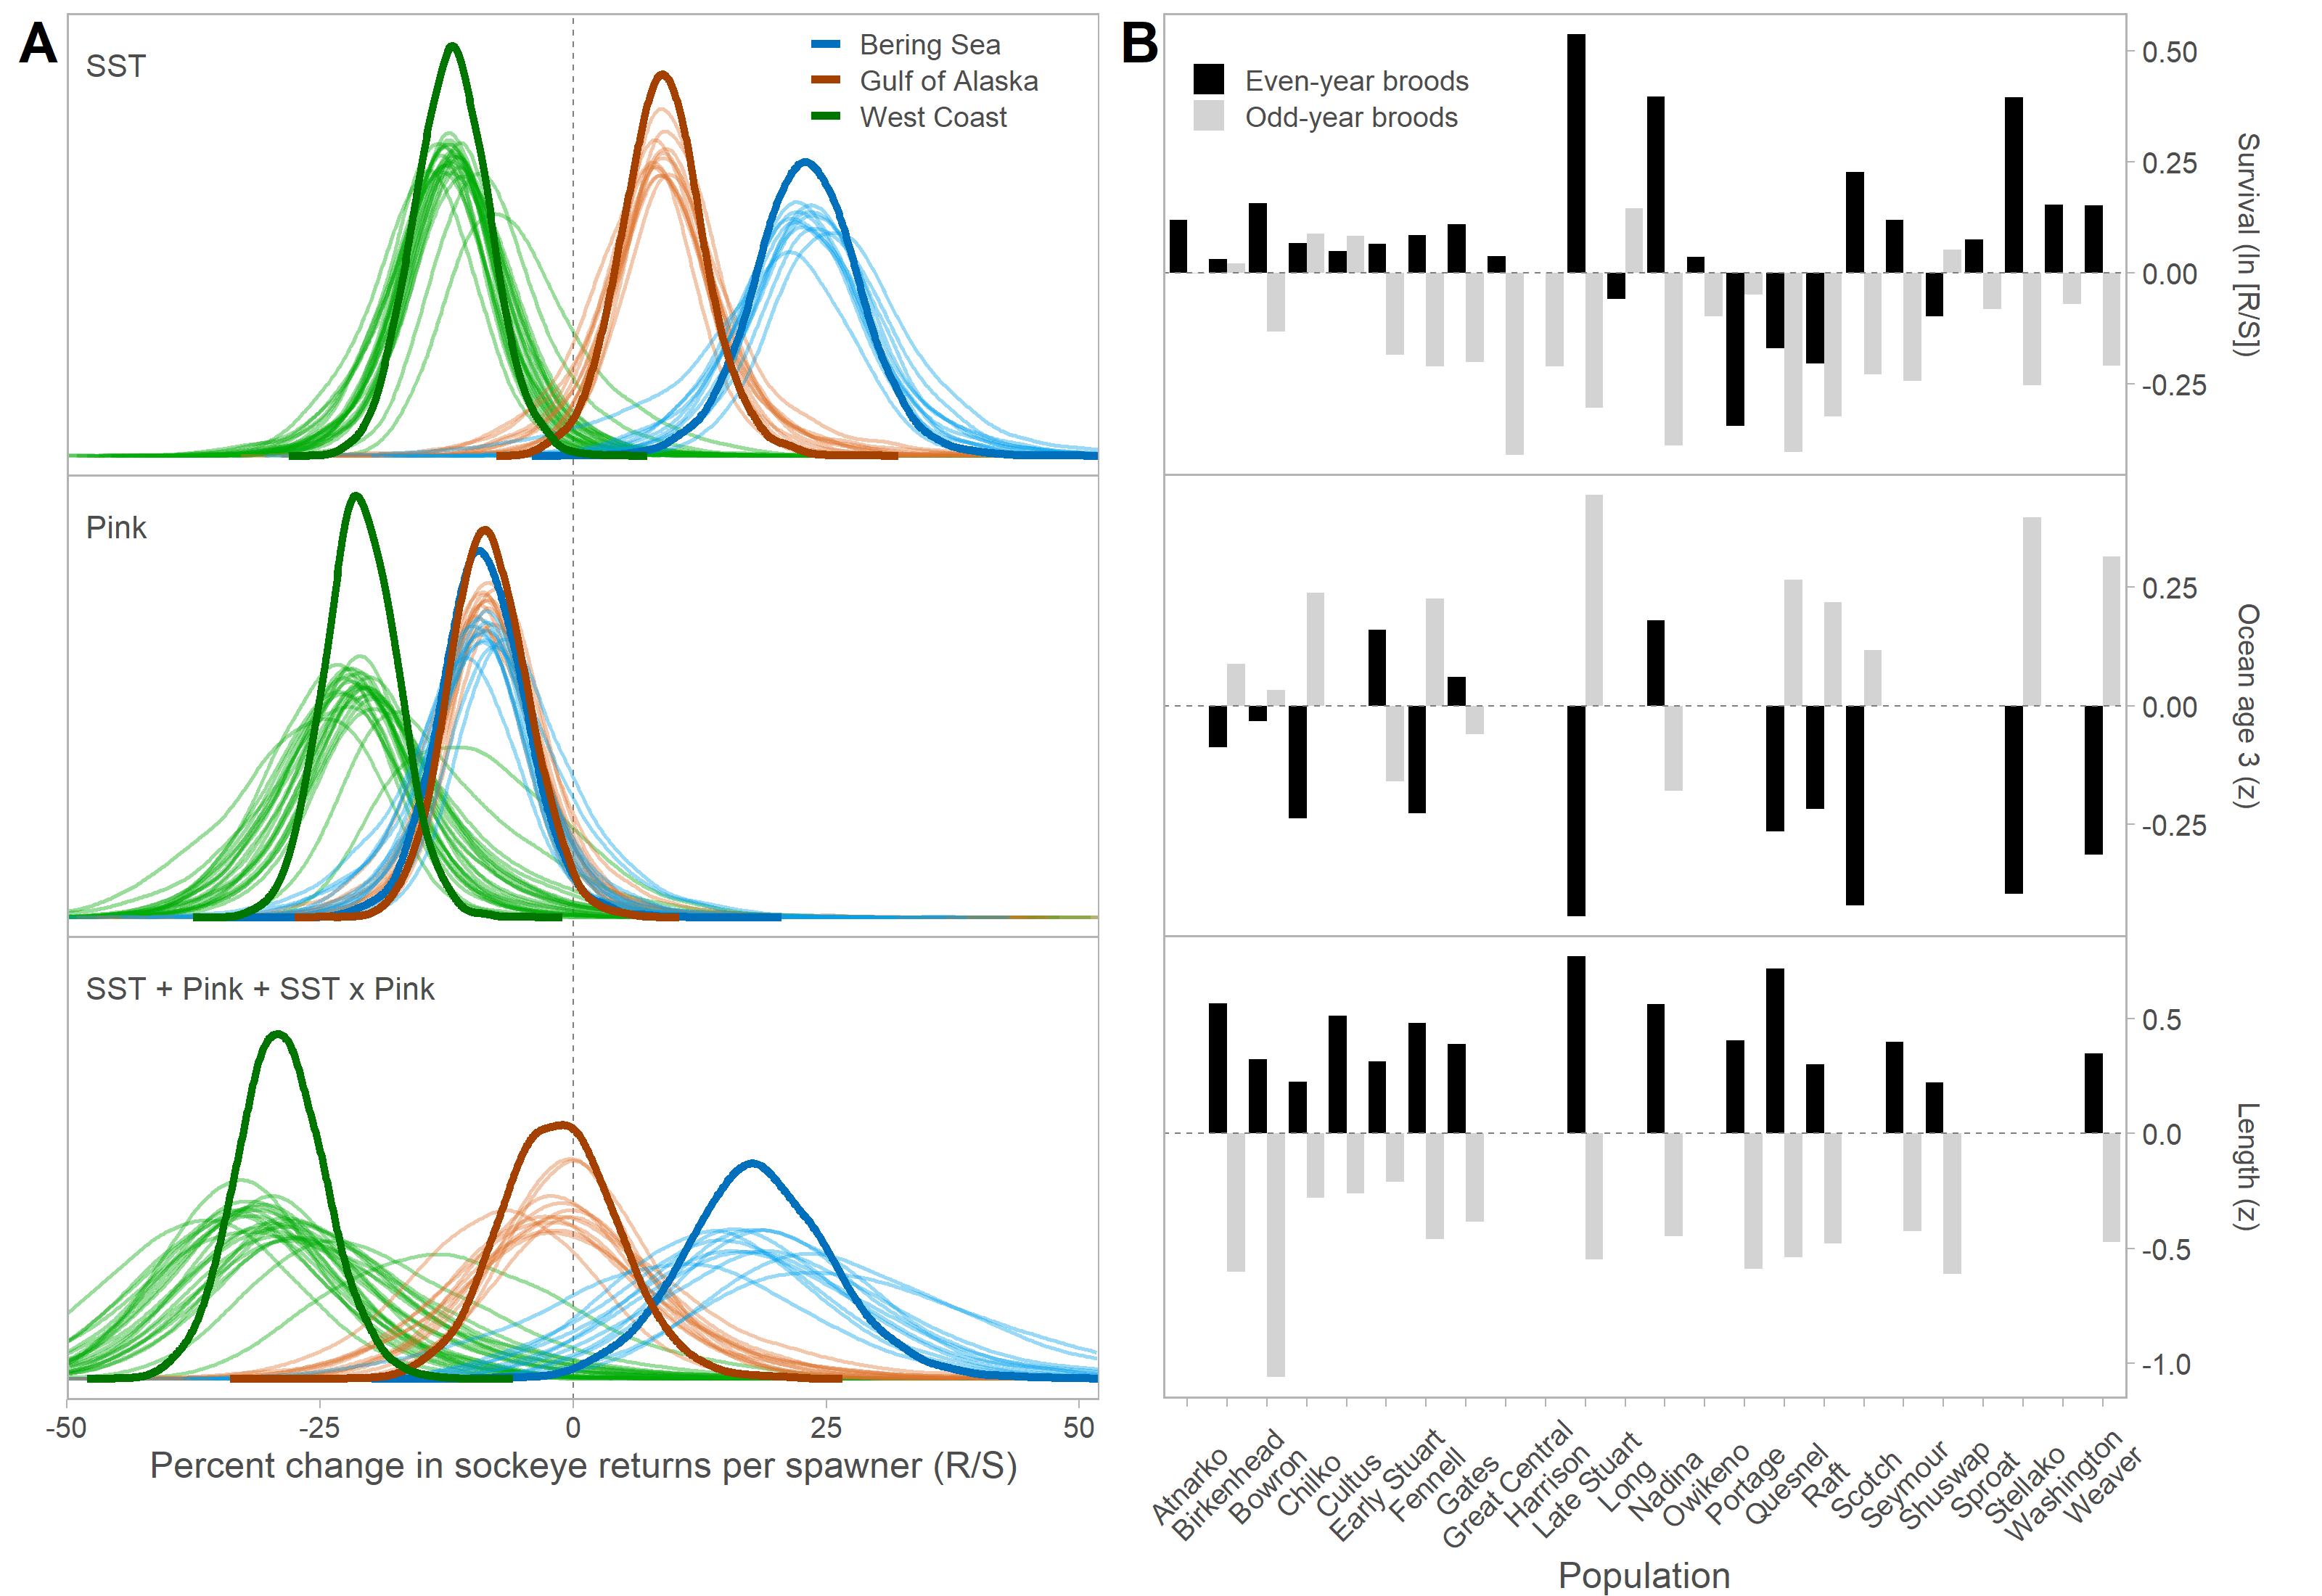 A
SST
Bering Sea
Gulf of Alaska
West Coast
Pink
SST + Pink + SST x Pink
-50
-25
0
25
50
Percent change in sockeye returns per spawner (R/S)
B
Even-year broods
Odd-year broods
0.50
0.25
0.00
-0.25
Survival (ln [R/S])
0.25
0.00
-0.25
Ocean age 3 (z)
0.5
0.0
-0.5
-1.0
Length (z)
Atnarko
Birkenhead
Bowron
Chilko
Cultus
Early Stuart
Fennell
Gates
Great Central
Harrison
Late Stuart
Long
Nadina
Owikeno
Portage
Quesnel
Raft
Scotch
Seymour
Shuswap
Sproat
Stellako
Washington
Weaver
Population